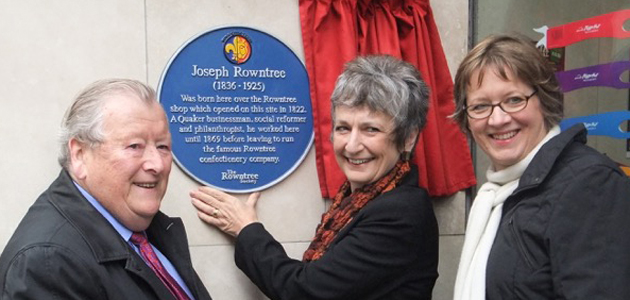 Joseph Rowntree
(1836 - 1925)
Was born here over the Rowntree
shop which opened on this site in 1822.
A Quaker businessman, social reformer
and philanthropist, he worked here
until 1869 before leaving to run
the famous Rowntree
confectionery company.
The
Rowntree
Society